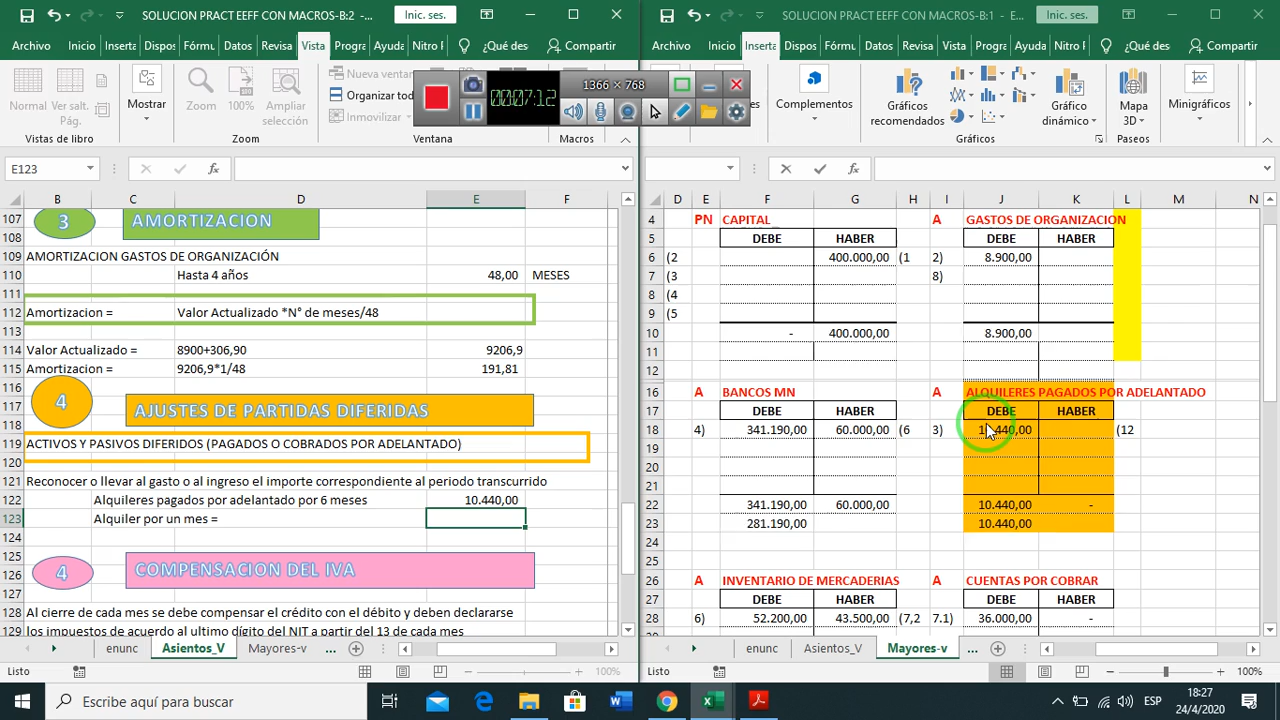 SOLUCION PRACT EEFF CON MACROS-B:2 -...
Inic. ses.
Archivo Inicio Inserta Dispos Fórmu Datos Revisa Vista Progra Ayuda Nitro P ¿Qué des Compartir
Normal Ver salt. Pág.
Mostrar
Zoom 100% Ampliar selección
Nueva ventan
Organizar tod
Inmovilizar
Macros
Vistas de libro Zoom Ventana Macros
1366 × 768
00:07:12
E123
B C D E F
107 3 AMORTIZACION
108
109 AMORTIZACION GASTOS DE ORGANIZACIÓN
110 Hasta 4 años 48,00 MESES
111
112 Amortizacion = Valor Actualizado *N° de meses/48
113
114 Valor Actualizado = 8900+306,90 9206,9
115 Amortizacion = 9206,9*1/48 191,81
116
117 4 AJUSTES DE PARTIDAS DIFERIDAS
118
119 ACTIVOS Y PASIVOS DIFERIDOS (PAGADOS O COBRADOS POR ADELANTADO)
120
121 Reconocer o llevar al gasto o al ingreso el importe correspondiente al periodo transcurrido
122 Alquileres pagados por adelantado por 6 meses 10.440,00
123 Alquiler por un mes =
124
125
126 4 COMPENSACION DEL IVA
127
128 Al cierre de cada mes se debe compensar el crédito con el débito y deben declararse
129 los impuestos de acuerdo al ultimo dígito del NIT a partir del 13 de cada mes
enunc Asientos_V Mayores-v ...
Listo 100%
SOLUCION PRACT EEFF CON MACROS-B:1 - E...
Inic. ses.
Archivo Inicio Inserta Dispos Fórmu Datos Revisa Vista Progra Ayuda Nitro P ¿Qué des Compartir
Complementos
Gráficos recomendados
Gráfico dinámico
Mapa 3D
Minigráficos
Gráficos Paseos
D E F G H I J K L M N
4 PN CAPITAL A GASTOS DE ORGANIZACION
5 DEBE HABER DEBE HABER
6 (2 400.000,00 (1 2) 8.900,00
7 (3 8)
8 (4
9 (5
10 - 400.000,00 8.900,00
11
12
16 A BANCOS MN A ALQUILERES PAGADOS POR ADELANTADO
17 DEBE HABER DEBE HABER
18 4) 341.190,00 60.000,00 (6 3) 10.440,00 (12
19
20
21
22 341.190,00 60.000,00 10.440,00 -
23 281.190,00 10.440,00
24
25
26 A INVENTARIO DE MERCADERIAS A CUENTAS POR COBRAR
27 DEBE HABER DEBE HABER
28 6) 52.200,00 43.500,00 (7,2 7.1) 36.000,00 -
enunc Asientos_V Mayores-v ...
Listo 100%
Escribe aquí para buscar
ESP
18:27
24/4/2020